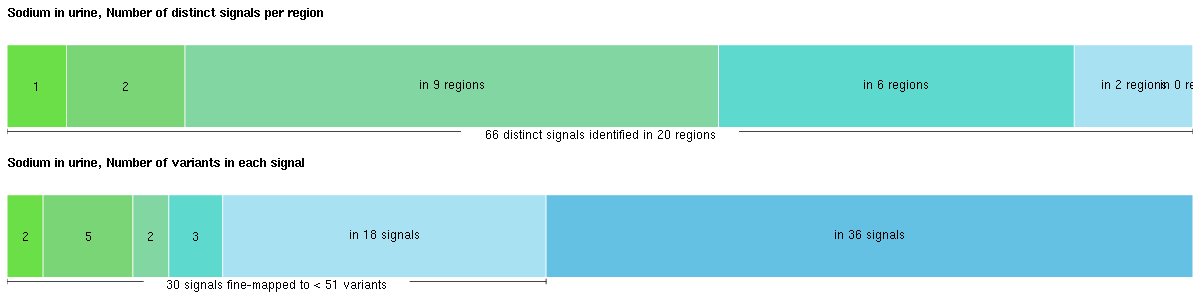 Sodium in urine, Number of distinct signals per region
1 2 in 9 regions in 6 regions in 2 regions in 0 re
66 distinct signals identified in 20 regions
Sodium in urine, Number of variants in each signal
2 5 2 3 in 18 signals in 36 signals
30 signals fine-mapped to < 51 variants